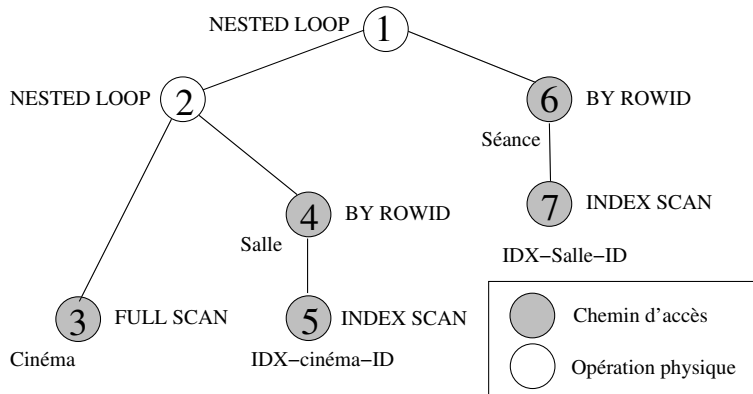 NESTED LOOP
1
NESTED LOOP
2
6
BY ROWID
Séance
4
BY ROWID
7
INDEX SCAN
Salle
IDX−Salle−ID
3
FULL SCAN
5
INDEX SCAN
Cinéma
IDX−cinéma−ID
Chemin d'accès
Opération physique